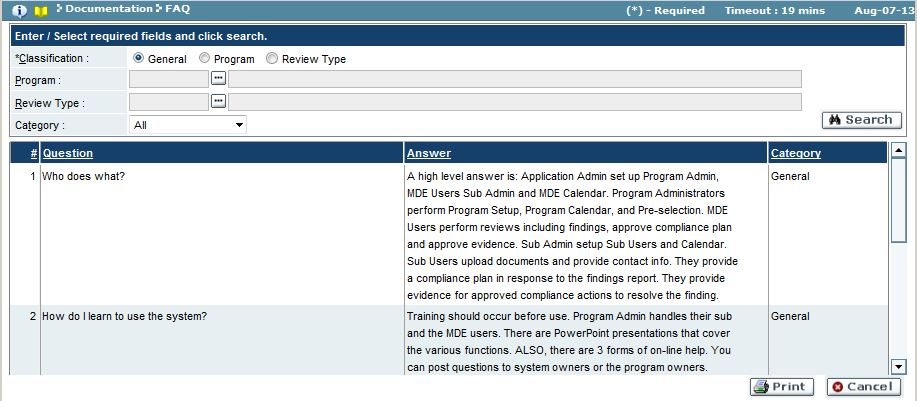 Documentation FAQ (*) - Required Timeout : 19 mins Aug-07-13
Enter / Select required fields and click search.
*Classification : General Program Review Type
Program :
Review Type :
Category : All
Search
# Question Answer Category
1 Who does what? A high level answer is: Application Admin set up Program Admin, General
MDE Users Sub Admin and MDE Calendar. Program Administrators
perform Program Setup, Program Calendar, and Pre-selection. MDE
Users perform reviews including findings, approve compliance plan
and approve evidence. Sub Admin setup Sub Users and Calendar.
Sub Users upload documents and provide contact info. They provide
a compliance plan in response to the findings report. They provide
evidence for approved compliance actions to resolve the finding.
2 How do I learn to use the system? Training should occur before use. Program Admin handles their sub General
and the MDE users. There are PowerPoint presentations that cover
the various functions. ALSO, there are 3 forms of on-line help. You
can post questions to system owners or the program owners.
Print Cancel